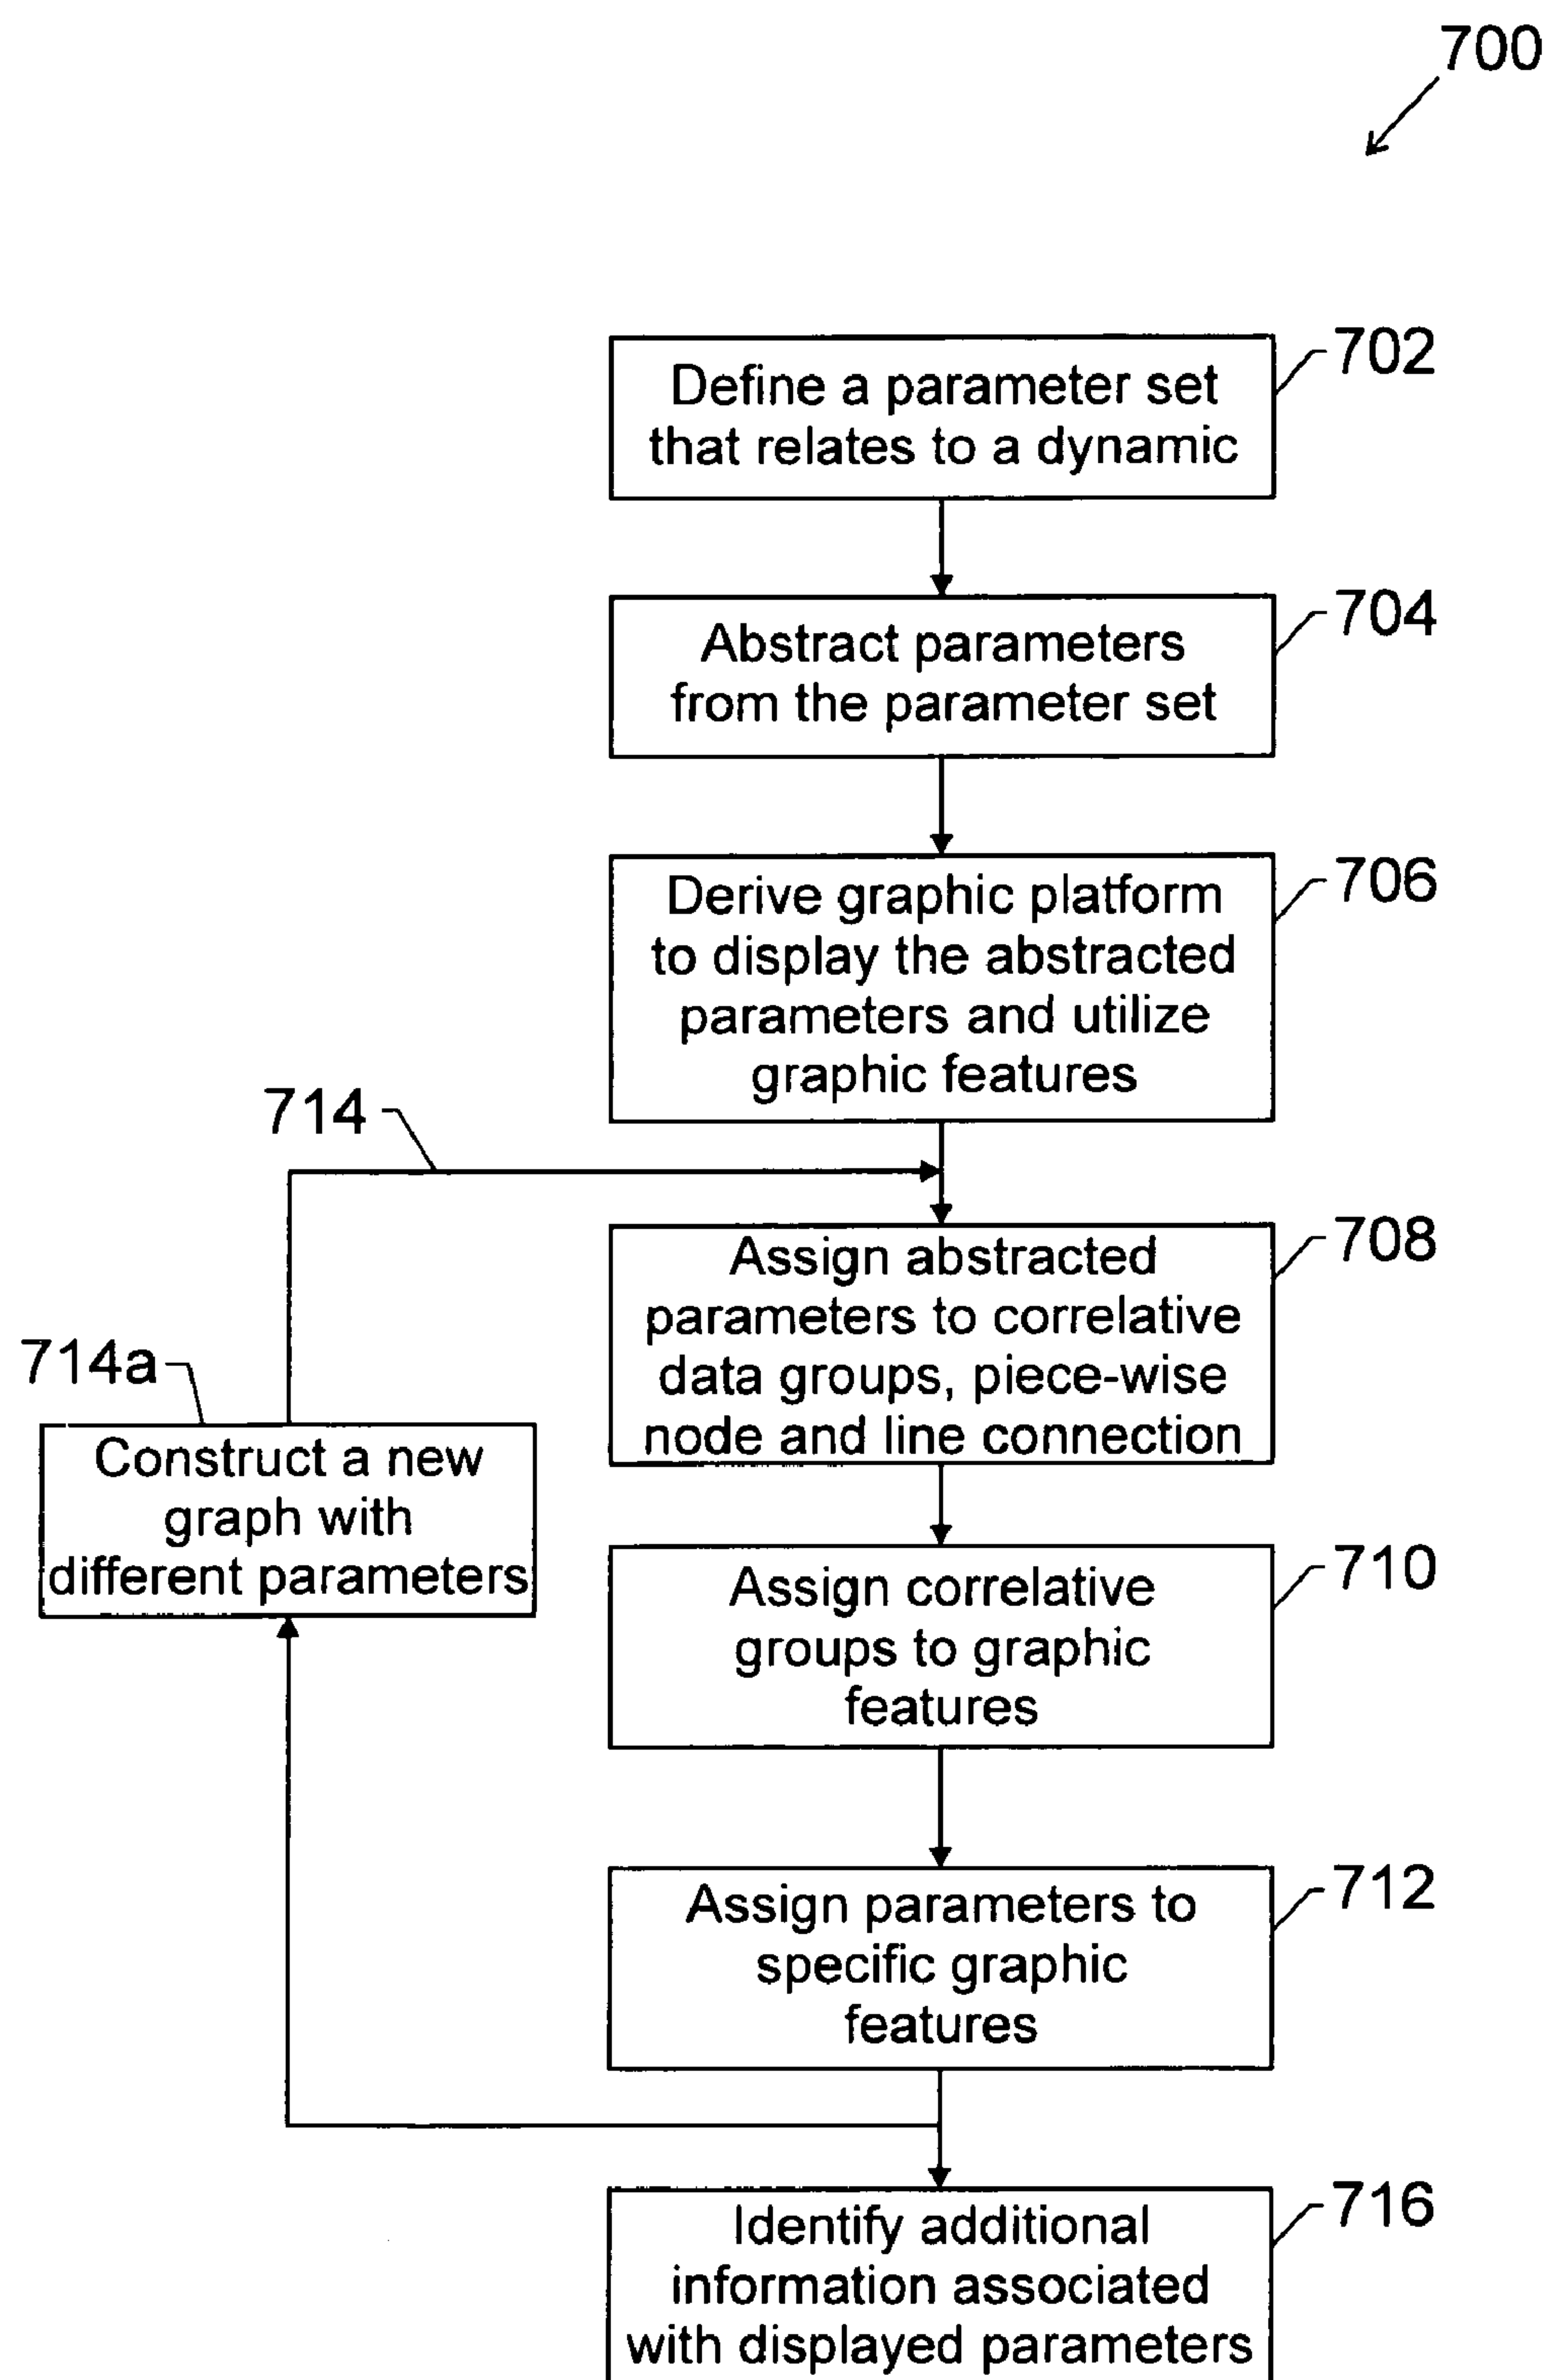 700
702
Define a parameter set
that relates to a dynamic
704
Abstract parameters
from the parameter set
706
Derive graphic platform
to display the abstracted
parameters and utilize
graphic features
714
708
Assign abstracted
parameters to correlative
data groups, piece-wise
node and line connection
714a
Construct a new
graph with
different parameters
710
Assign correlative
groups to graphic
features
712
Assign parameters to
specific graphic
features
716
Identify additional
information associated
with displayed parameters